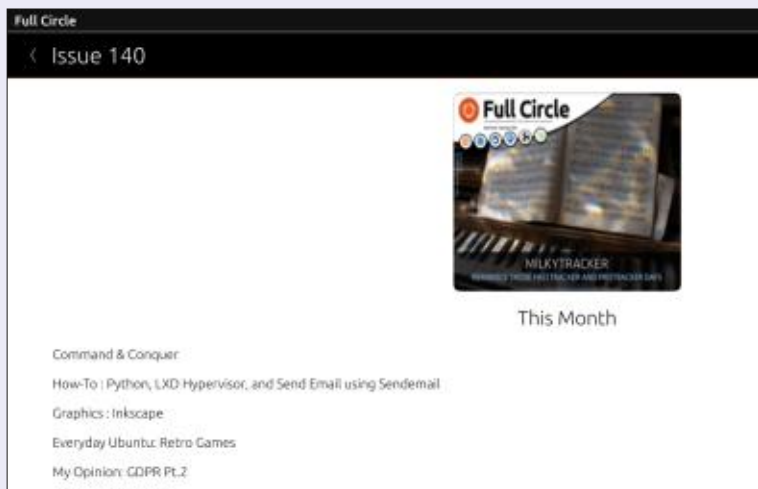 Full Circle
Issue 140
Full Circle
MILKYTRACKER
This Month
Command & Conquer
How-To : Python, LXD Hypervisor, and Send Email using Sendemail
Graphics : Inkscape
Everyday Ubuntu: Retro Games
My Opinion: GDPR Pt.2